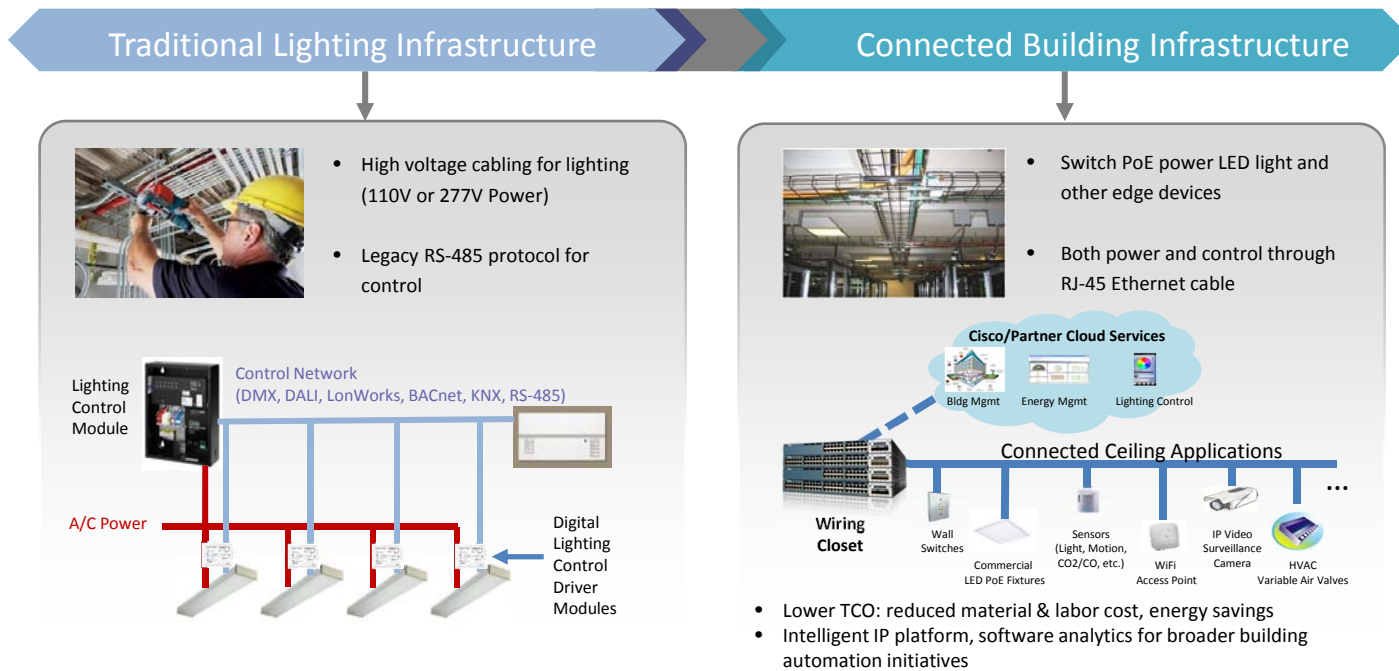 Traditional Lighting Infrastructure
Connected Building Infrastructure
• High voltage cabling for lighting
(110V or 277V Power)
• Legacy RS-485 protocol for
control
Lighting
Control
Module
Control Network
(DMX, DALI, LonWorks, BACnet, KNX, RS-485)
A/C Power
Digital
Lighting
Control
Driver
Modules
• Switch PoE power LED light and
other edge devices
• Both power and control through
RJ-45 Ethernet cable
Cisco/Partner Cloud Services
Bldg Mgmt
Energy Mgmt
Lighting Control
Connected Ceiling Applications
...
Wiring
Closet
Wall
Switches
Commercial
LED PoE Fixtures
Sensors
(Light, Motion,
CO2/CO, etc.)
WiFi
Access Point
IP Video
Surveillance
Camera
HVAC
Variable Air Valves
• Lower TCO: reduced material & labor cost, energy savings
• Intelligent IP platform, software analytics for broader building
automation initiatives